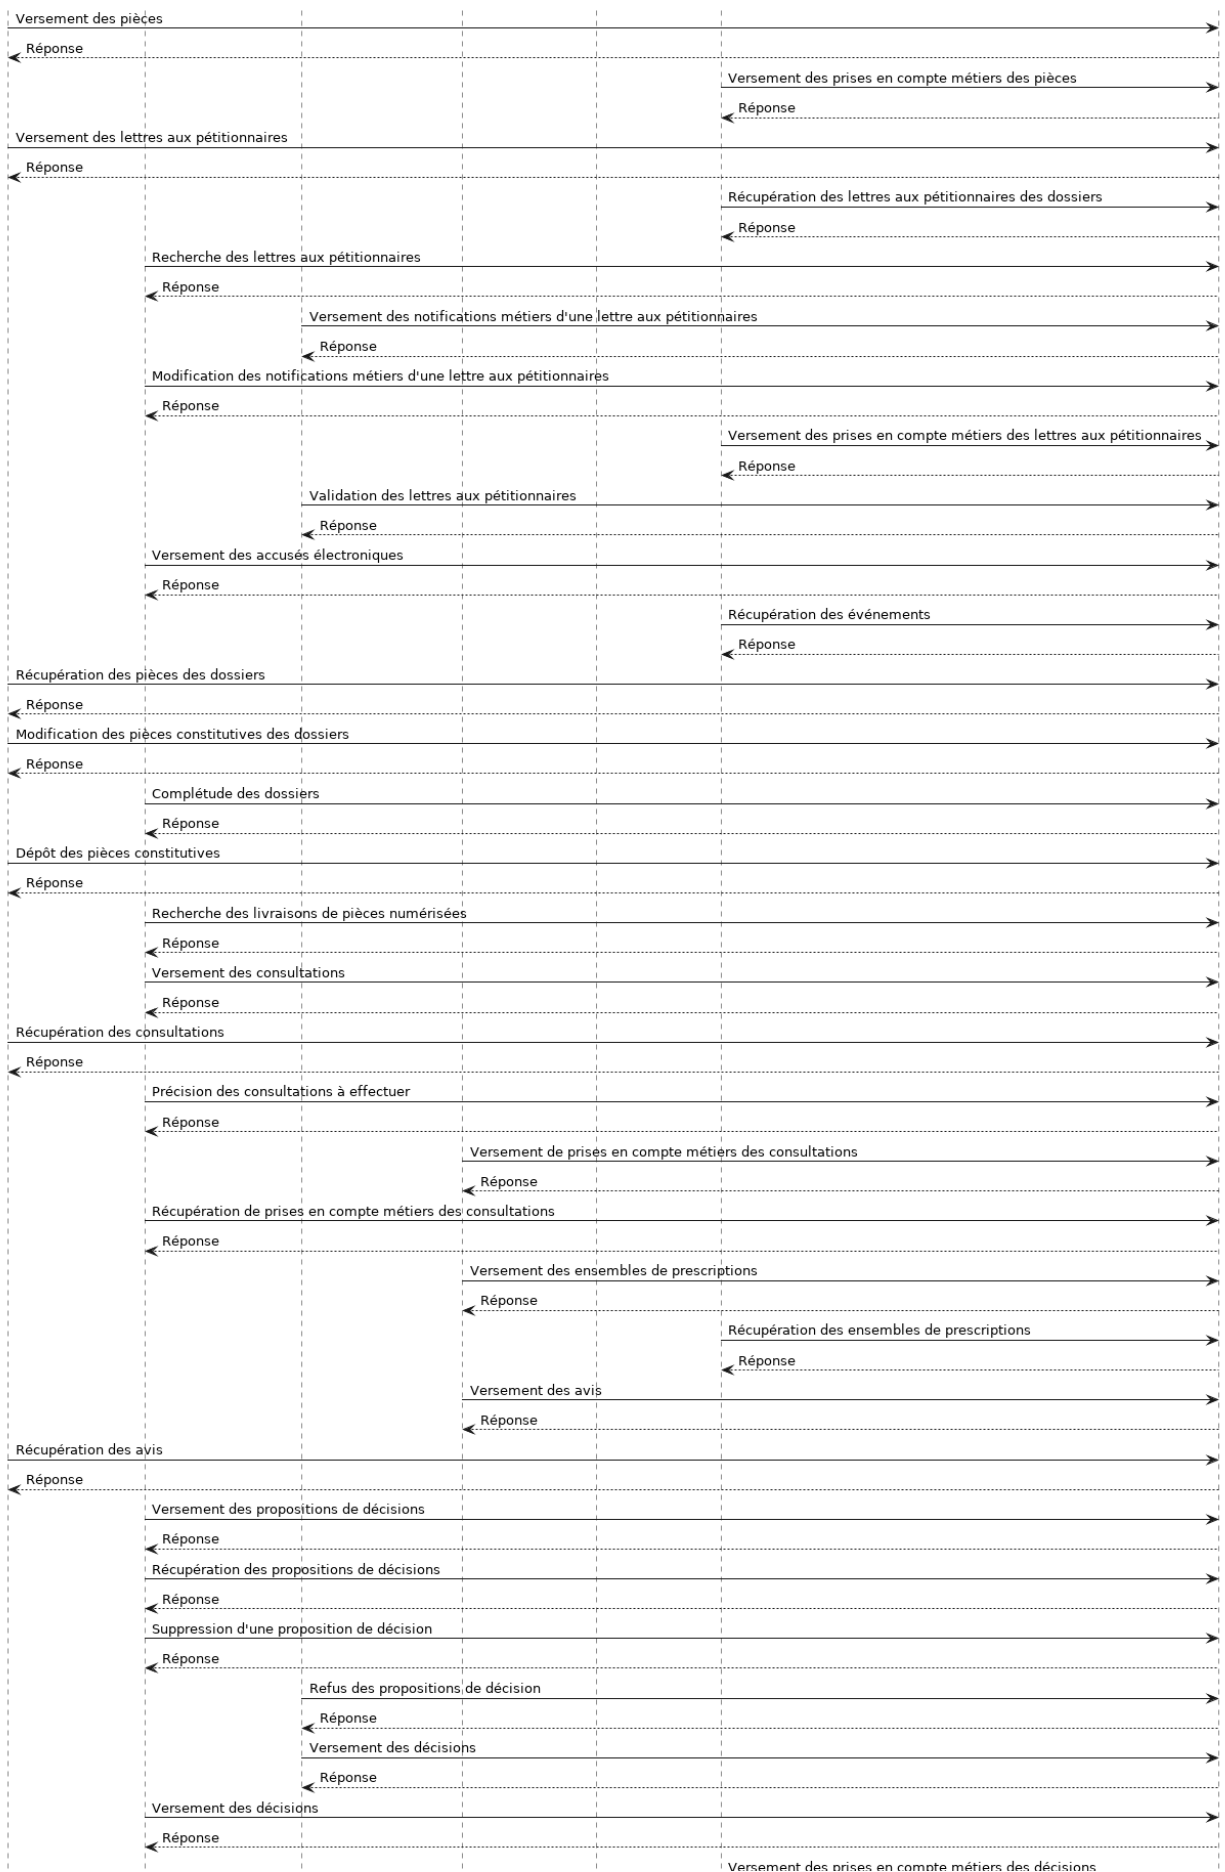 Versement des pièces
Réponse
Versement des prises en compte métiers des pièces
Réponse
Versement des lettres aux pétitionnaires
Réponse
Récupération des lettres aux pétitionnaires des dossiers
Réponse
Recherche des lettres aux pétitionnaires
Réponse
Versement des notifications métiers d'une lettre aux pétitionnaires
Réponse
Modification des notifications métiers d'une lettre aux pétitionnaires
Réponse
Versement des prises en compte métiers des lettres aux pétitionnaires
Réponse
Validation des lettres aux pétitionnaires
Réponse
Versement des accusés électroniques
Réponse
Récupération des événements
Réponse
Récupération des pièces des dossiers
Réponse
Modification des pièces constitutives des dossiers
Réponse
Complétude des dossiers
Réponse
Dépôt des pièces constitutives
Réponse
Recherche des livraisons de pièces numérisées
Réponse
Versement des consultations
Réponse
Récupération des consultations
Réponse
Précision des consultations à effectuer
Réponse
Versement de prises en compte métiers des consultations
Réponse
Récupération de prises en compte métiers des consultations
Réponse
Versement des ensembles de prescriptions
Réponse
Récupération des ensembles de prescriptions
Réponse
Versement des avis
Réponse
Récupération des avis
Réponse
Versement des propositions de décisions
Réponse
Récupération des propositions de décisions
Réponse
Suppression d'une proposition de décision
Réponse
Refus des propositions de décision
Réponse
Versement des décisions
Réponse
Versement des décisions
Réponse
Versement des prises en compte métiers des décisions